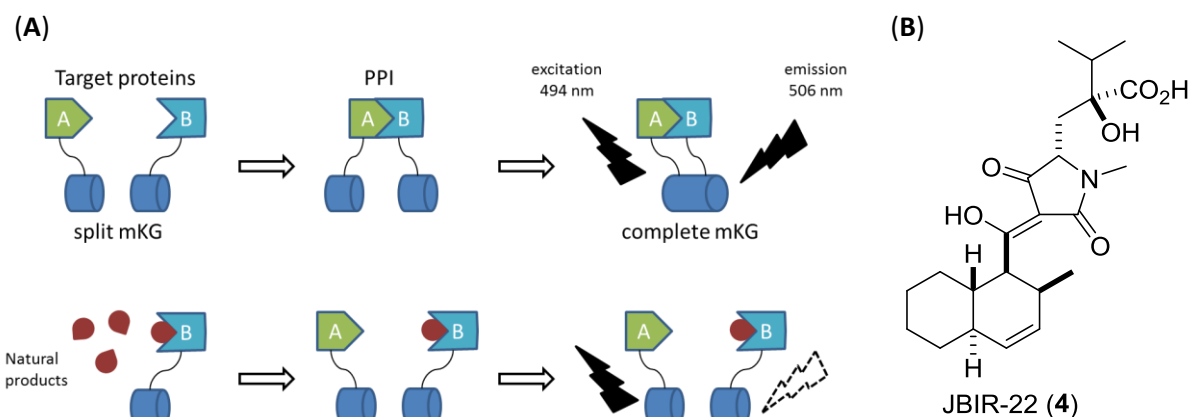 (A)
Target proteins
A
B
split mKG
PPI
A
B
excitation
494 nm
emission
506 nm
A
B
complete mKG
Natural
products
B
A
B
A
B
(B)
CO2H
OH
O
N
HO
O
H
H
JBIR-22 (4)